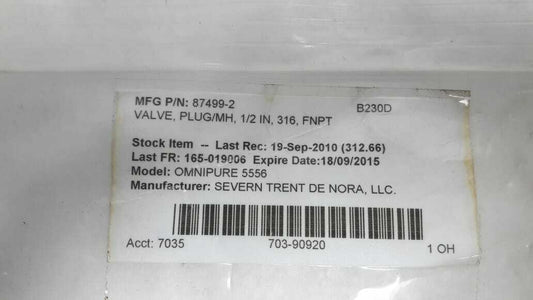 MFG P/N: 87499-2 B230D
VALVE, PLUG/MH, 1/2 IN, 316, FNPT
Stock Item -- Last Rec: 19-Sep-2010 (312.66)
Last FR: 165-019006 Expire Date:18/09/2015
Model: OMNIPURE 5556
Manufacturer: SEVERN TRENT DE NORA, LLC.
Acct: 7035 703-90920 1 OH